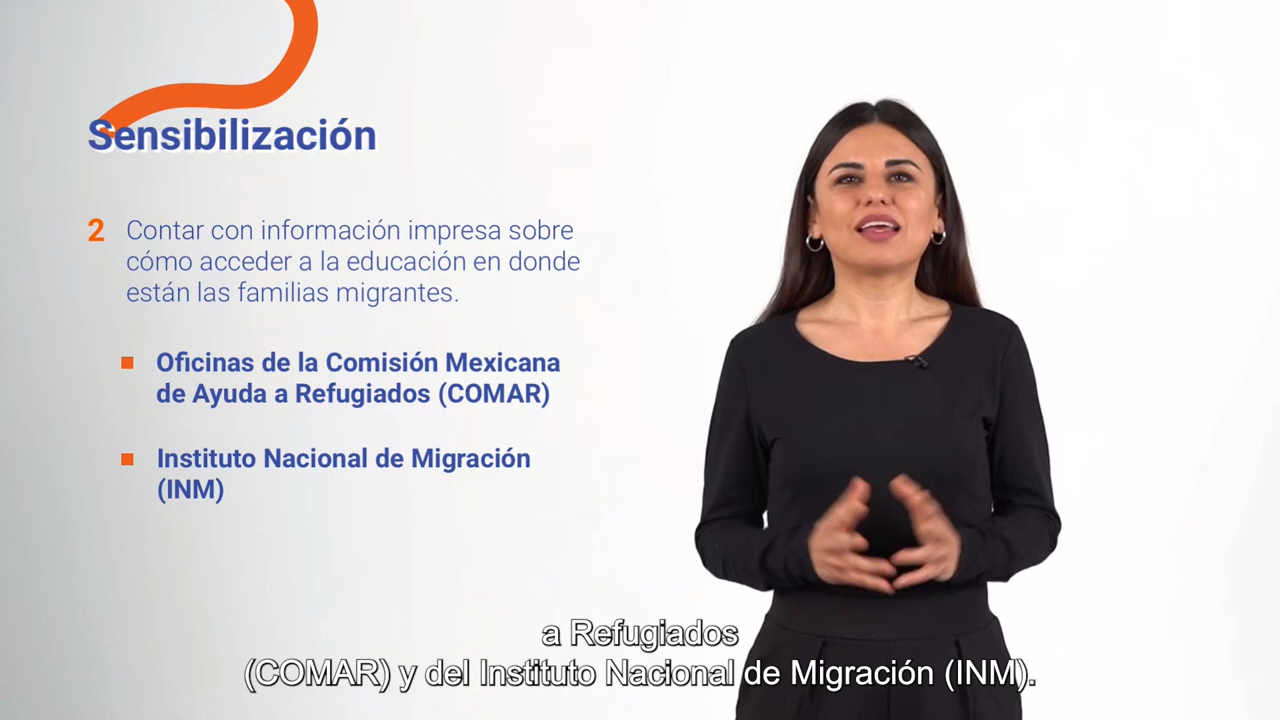 Sensibilización
2 Contar con información impresa sobre
cómo acceder a la educación en donde
están las familias migrantes.
Oficinas de la Comisión Mexicana
de Ayuda a Refugiados (COMAR)
Instituto Nacional de Migración
(INM)
a Refugiados
(COMAR) y del Instituto Nacional de Migración (INM).